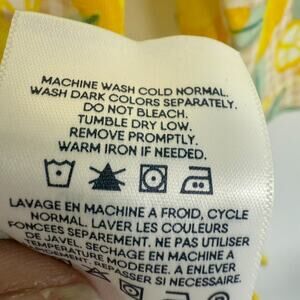 MACHINE WASH COLD NORMAL.
WASH DARK COLORS SEPARATELY.
DO NOT BLEACH.
TUMBLE DRY LOW.
REMOVE PROMPTLY.
WARM IRON IF NEEDED.
LAVAGE EN MACHINE A FROID, CYCLE
NORMAL. LAVER LES COULEURS
FONCEES SEPAREMENT. NE PAS UTILISER
DE JAVEL. SECHAGE EN MACHINE A
TEMPERATURE MODEREE. A ENLEVER
REPASSER SI NECESSAIRE.